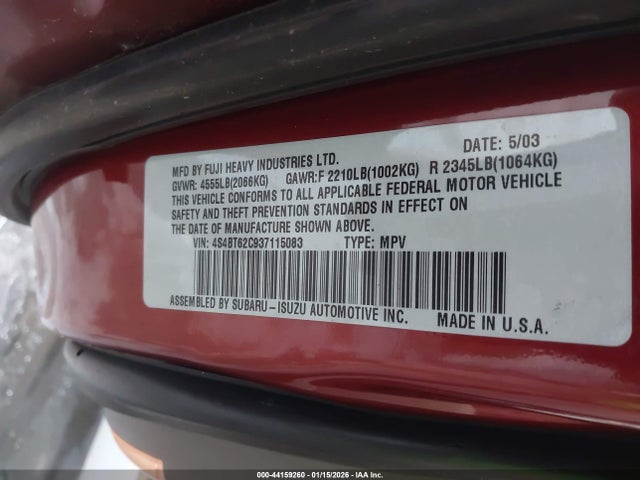 MFD BY FUJI HEAVY INDUSTRIES LTD. DATE: 5/03
GVWR: 4555LB(2066KG) GAWR:F 2210LB(1002KG) R 2345LB(1064KG)
THIS VEHICLE CONFORMS TO ALL APPLICABLE FEDERAL MOTOR VEHICLE
SAFETY AND THEFT PREVENTION STANDARDS IN EFFECT ON
THE DATE OF MANUFACTURE SHOWN ABOVE.
VIN: 4S4BT62C937115083 TYPE: MPV
ASSEMBLED BY SUBARU-ISUZU AUTOMOTIVE INC. MADE IN U.S.A.
000-44159260 - 01/15/2026 - IAA Inc.